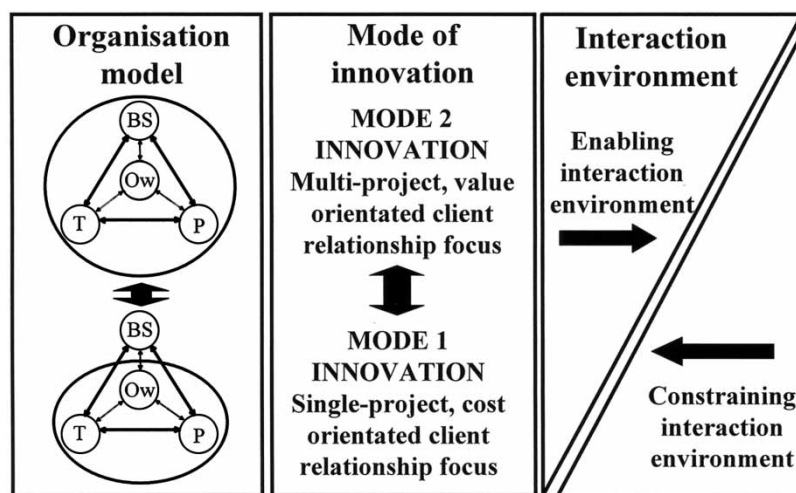 Organisation
model
BS
Ow
T
P
BS
Ow
T
P
Mode of
innovation
MODE 2
INNOVATION
Multi-project, value
orientated client
relationship focus
MODE 1
INNOVATION
Single-project, cost
orientated client
relationship focus
Interaction
environment
Enabling
interaction
environment
Constraining
interaction
environment